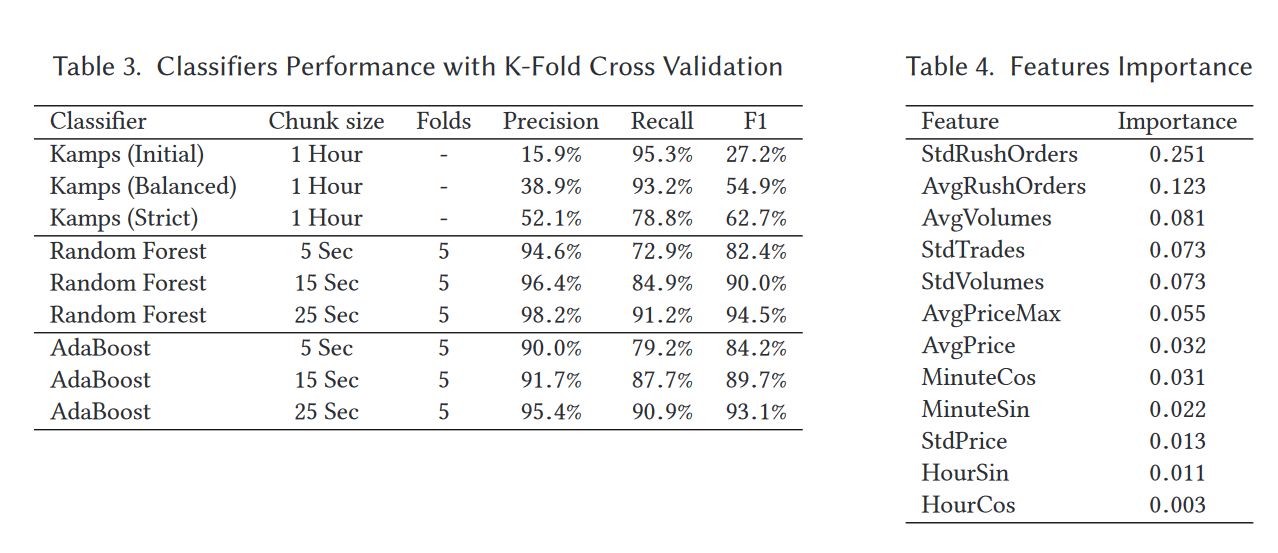 Table 3. Classifiers Performance with K-Fold Cross Validation
Classifier Chunk size Folds Precision Recall F1
Kamps (Initial) 1 Hour - 15.9% 95.3% 27.2%
Kamps (Balanced) 1 Hour - 38.9% 93.2% 54.9%
Kamps (Strict) 1 Hour - 52.1% 78.8% 62.7%
Random Forest 5 Sec 5 94.6% 72.9% 82.4%
Random Forest 15 Sec 5 96.4% 84.9% 90.0%
Random Forest 25 Sec 5 98.2% 91.2% 94.5%
AdaBoost 5 Sec 5 90.0% 79.2% 84.2%
AdaBoost 15 Sec 5 91.7% 87.7% 89.7%
AdaBoost 25 Sec 5 95.4% 90.9% 93.1%
Table 4. Features Importance
Feature Importance
StdRushOrders 0.251
AvgRushOrders 0.123
AvgVolumes 0.081
StdTrades 0.073
StdVolumes 0.073
AvgPriceMax 0.055
AvgPrice 0.032
MinuteCos 0.031
MinuteSin 0.022
StdPrice 0.013
HourSin 0.011
HourCos 0.003